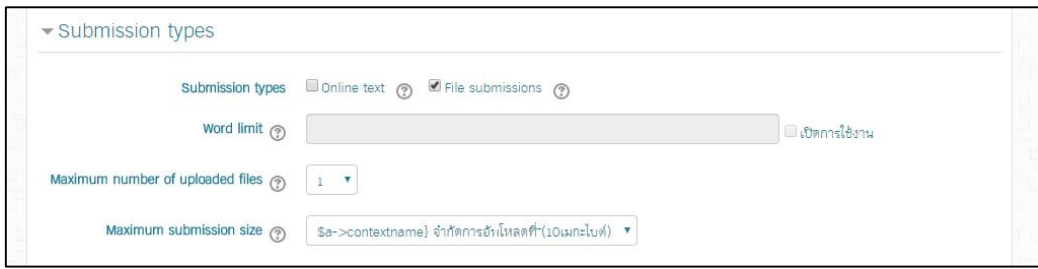 Submission types
Submission types Online text File submissions
Word limit เปิดการใช้งาน
Maximum number of uploaded files 1
Maximum submission size $a->contextname} จำกัดการอัพโหลดที่ (10เมกะไบต์)